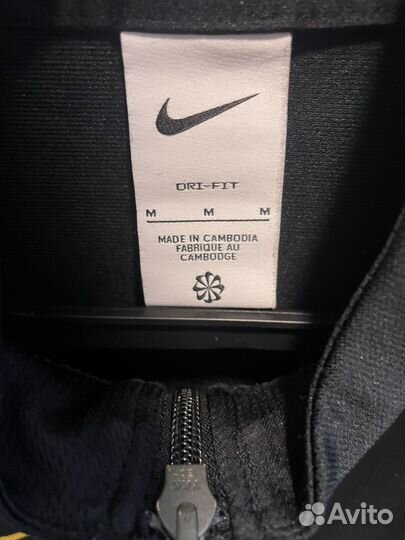 DRI-FIT
M M M
MADE IN CAMBODIA
FABRIQUE AU
CAMBODGE
Avito